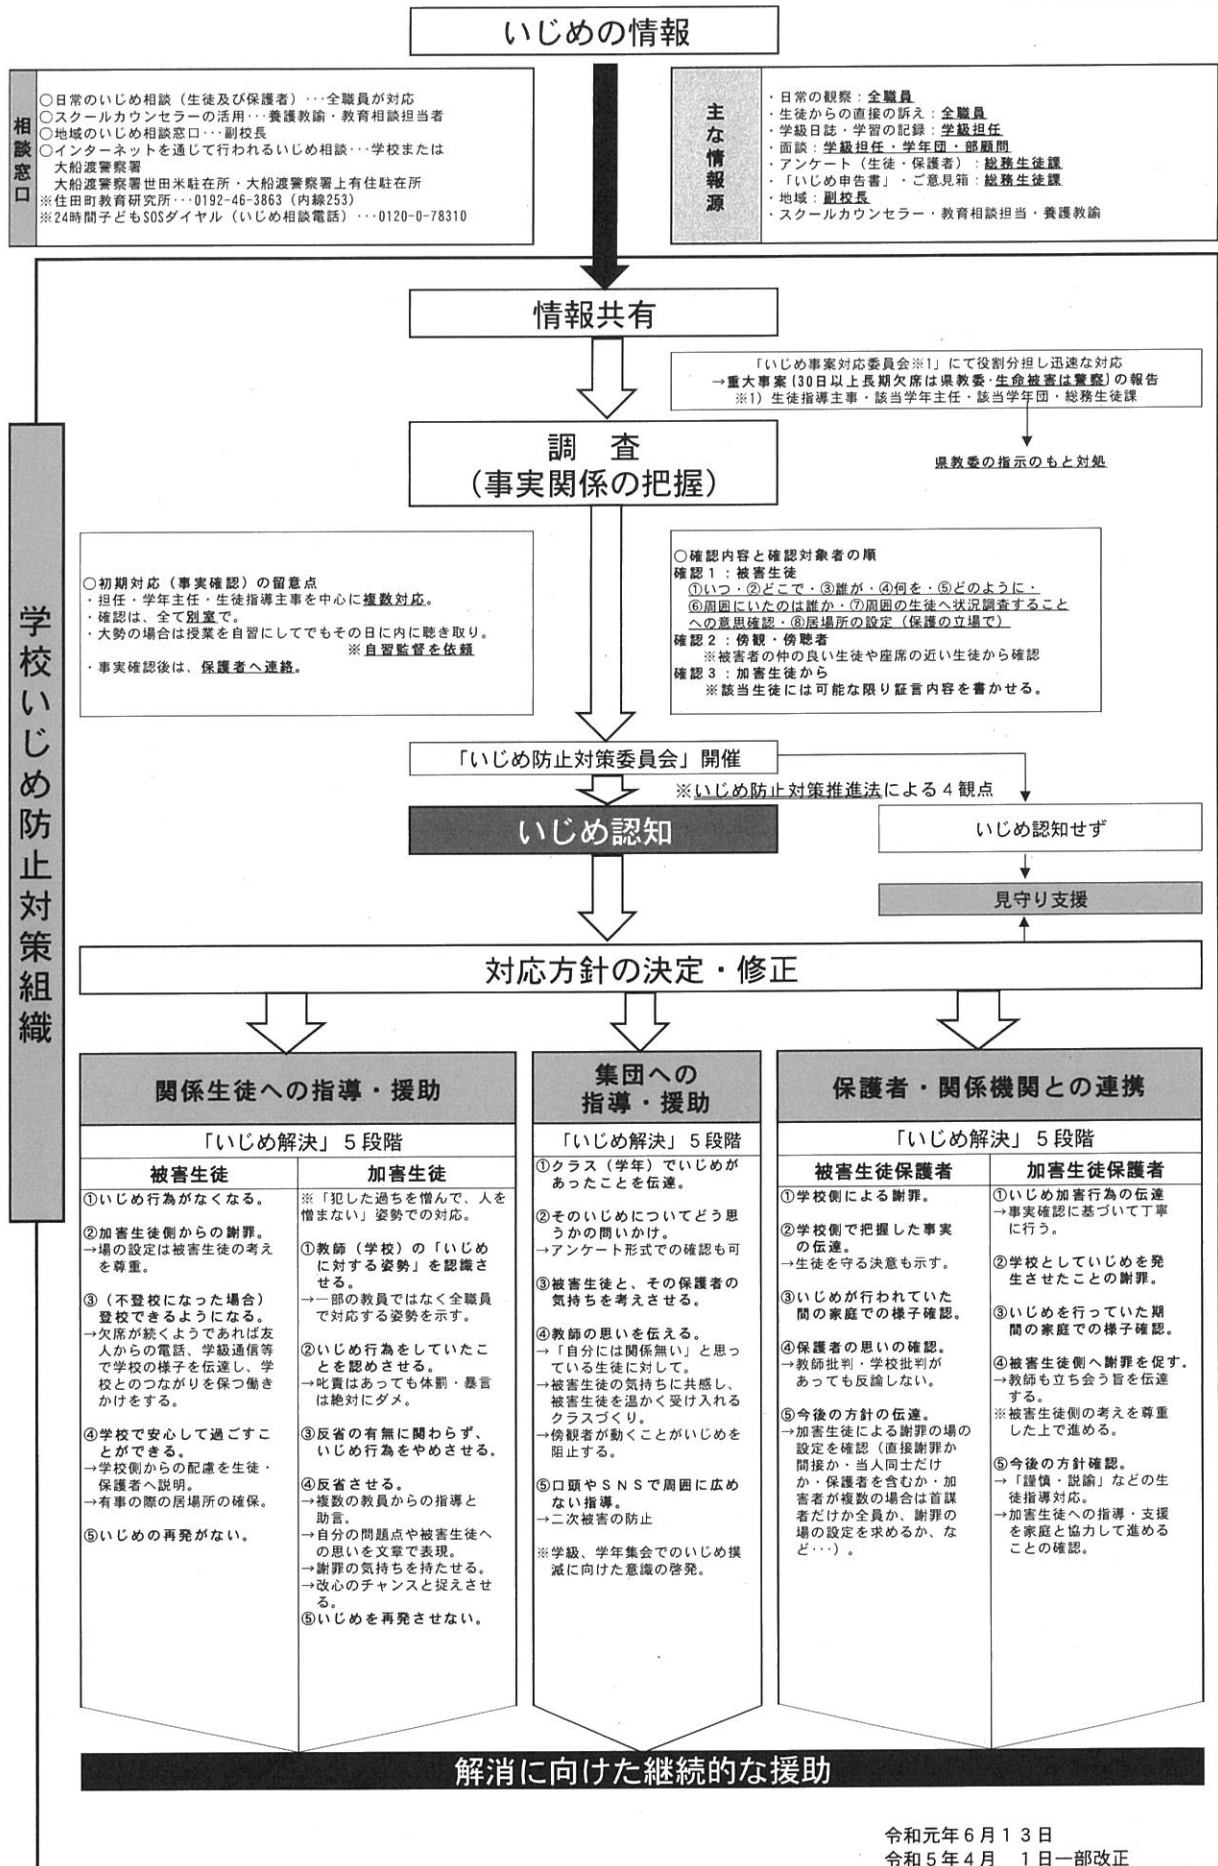 いじめの情報
相談窓口
○日常のいじめ相談（生徒及び保護者）･･･全職員が対応
○スクールカウンセラーの活用･･･養護教諭・教育相談担当者
○地域のいじめ相談窓口･･･副校長
○インターネットを通じて行われるいじめ相談･･･学校または
大船渡警察署
大船渡警察署世田米駐在所・大船渡警察署上有住駐在所
※住田町教育研究所･･･0192-46-3863（内線253）
※24時間子どもSOSダイヤル（いじめ相談電話）･･･0120-0-78310
主な情報源
・日常の観察：全職員
・生徒からの直接の訴え：全職員
・学級日誌・学習の記録：学級担任
・面談：学級担任・学年団・部顧問
・アンケート（生徒・保護者）：総務生徒課
・「いじめ申告書」・ご意見箱：総務生徒課
・地域：副校長
・スクールカウンセラー・教育相談担当・養護教諭
学校いじめ防止対策組織
情報共有
「いじめ事案対応委員会※1」にて役割分担し迅速な対応
→重大事案（30日以上長期欠席は県教委・生命被害は警察）の報告
※1）生徒指導主事・該当学年主任・該当学年団・総務生徒課
県教委の指示のもと対処
調　査
（事実関係の把握）
○初期対応（事実確認）の留意点
・担任・学年主任・生徒指導主事を中心に複数対応。
・確認は、全て別室で。
・大勢の場合は授業を自習にしてでもその日に内に聴き取り。
※自習監督を依頼
・事実確認後は、保護者へ連絡。
○確認内容と確認対象者の順
確認１：被害生徒
①いつ・②どこで・③誰が・④何を・⑤どのように・
⑥周囲にいたのは誰か・⑦周囲の生徒へ状況調査すること
への意思確認・⑧居場所の設定（保護の立場で）
確認２：傍観・傍聴者
※被害者の仲の良い生徒や座席の近い生徒から確認
確認３：加害生徒から
※該当生徒には可能な限り証言内容を書かせる。
「いじめ防止対策委員会」開催
※いじめ防止対策推進法による４観点
いじめ認知
いじめ認知せず
見守り支援
対応方針の決定・修正
関係生徒への指導・援助
「いじめ解決」５段階
被害生徒
①いじめ行為がなくなる。
②加害生徒側からの謝罪。
→場の設定は被害生徒の考え
を尊重。
③（不登校になった場合）
登校できるようになる。
→欠席が続くようであれば友
人からの電話、学級通信等
で学校の様子を伝達し、学
校とのつながりを保つ働き
かけをする。
④学校で安心して過ごすこ
とができる。
→学校側からの配慮を生徒・
保護者へ説明。
→有事の際の居場所の確保。
⑤いじめの再発がない。
加害生徒
※「犯した過ちを憎んで、人を
憎まない」姿勢での対応。
①教師（学校）の「いじめ
に対する姿勢」を認識さ
せる。
→一部の教員ではなく全職員
で対応する姿勢を示す。
②いじめ行為をしていたこ
とを認めさせる。
→叱責はあっても体罰・暴言
は絶対にダメ。
③反省の有無に関わらず、
いじめ行為をやめさせる。
④反省させる。
→複数の教員からの指導と
助言。
→自分の問題点や被害生徒へ
の思いを文章で表現。
→謝罪の気持ちを持たせる。
→改心のチャンスと捉えさせ
る。
⑤いじめを再発させない。
集団への
指導・援助
「いじめ解決」５段階
①クラス（学年）でいじめが
あったことを伝達。
②そのいじめについてどう思
うかの問いかけ。
→アンケート形式での確認も可
③被害生徒と、その保護者の
気持ちを考えさせる。
④教師の思いを伝える。
→「自分には関係無い」と思っ
ている生徒に対して。
→被害生徒の気持ちに共感し、
被害生徒を温かく受け入れる
クラスづくり。
→傍観者が動くことがいじめを
阻止する。
⑤口頭やＳＮＳで周囲に広め
ない指導。
→二次被害の防止
※学級、学年集会でのいじめ撲
滅に向けた意識の啓発。
保護者・関係機関との連携
「いじめ解決」５段階
被害生徒保護者
①学校側による謝罪。
②学校側で把握した事実
の伝達。
→生徒を守る決意も示す。
③いじめが行われていた
間の家庭での様子確認。
④保護者の思いの確認。
→教師批判・学校批判が
あっても反論しない。
⑤今後の方針の伝達。
→加害生徒による謝罪の場の
設定を確認（直接謝罪か
間接か・当人同士だけ
か・保護者を含むか・加
害者が複数の場合は首謀
者だけか全員か、謝罪の
場の設定を求めるか、な
ど･･･）。
加害生徒保護者
①いじめ加害行為の伝達
→事実確認に基づいて丁寧
に行う。
②学校としていじめを発
生させたことの謝罪。
③いじめを行っていた期
間の家庭での様子確認。
④被害生徒側へ謝罪を促す。
→教師も立ち会う旨を伝達
する。
※被害生徒側の考えを尊重
した上で進める。
⑤今後の方針確認。
→「謹慎・説諭」などの生
徒指導対応。
→加害生徒への指導・支援
を家庭と協力して進める
ことの確認。
解消に向けた継続的な援助
令和元年６月１３日
令和５年４月　１日一部改正